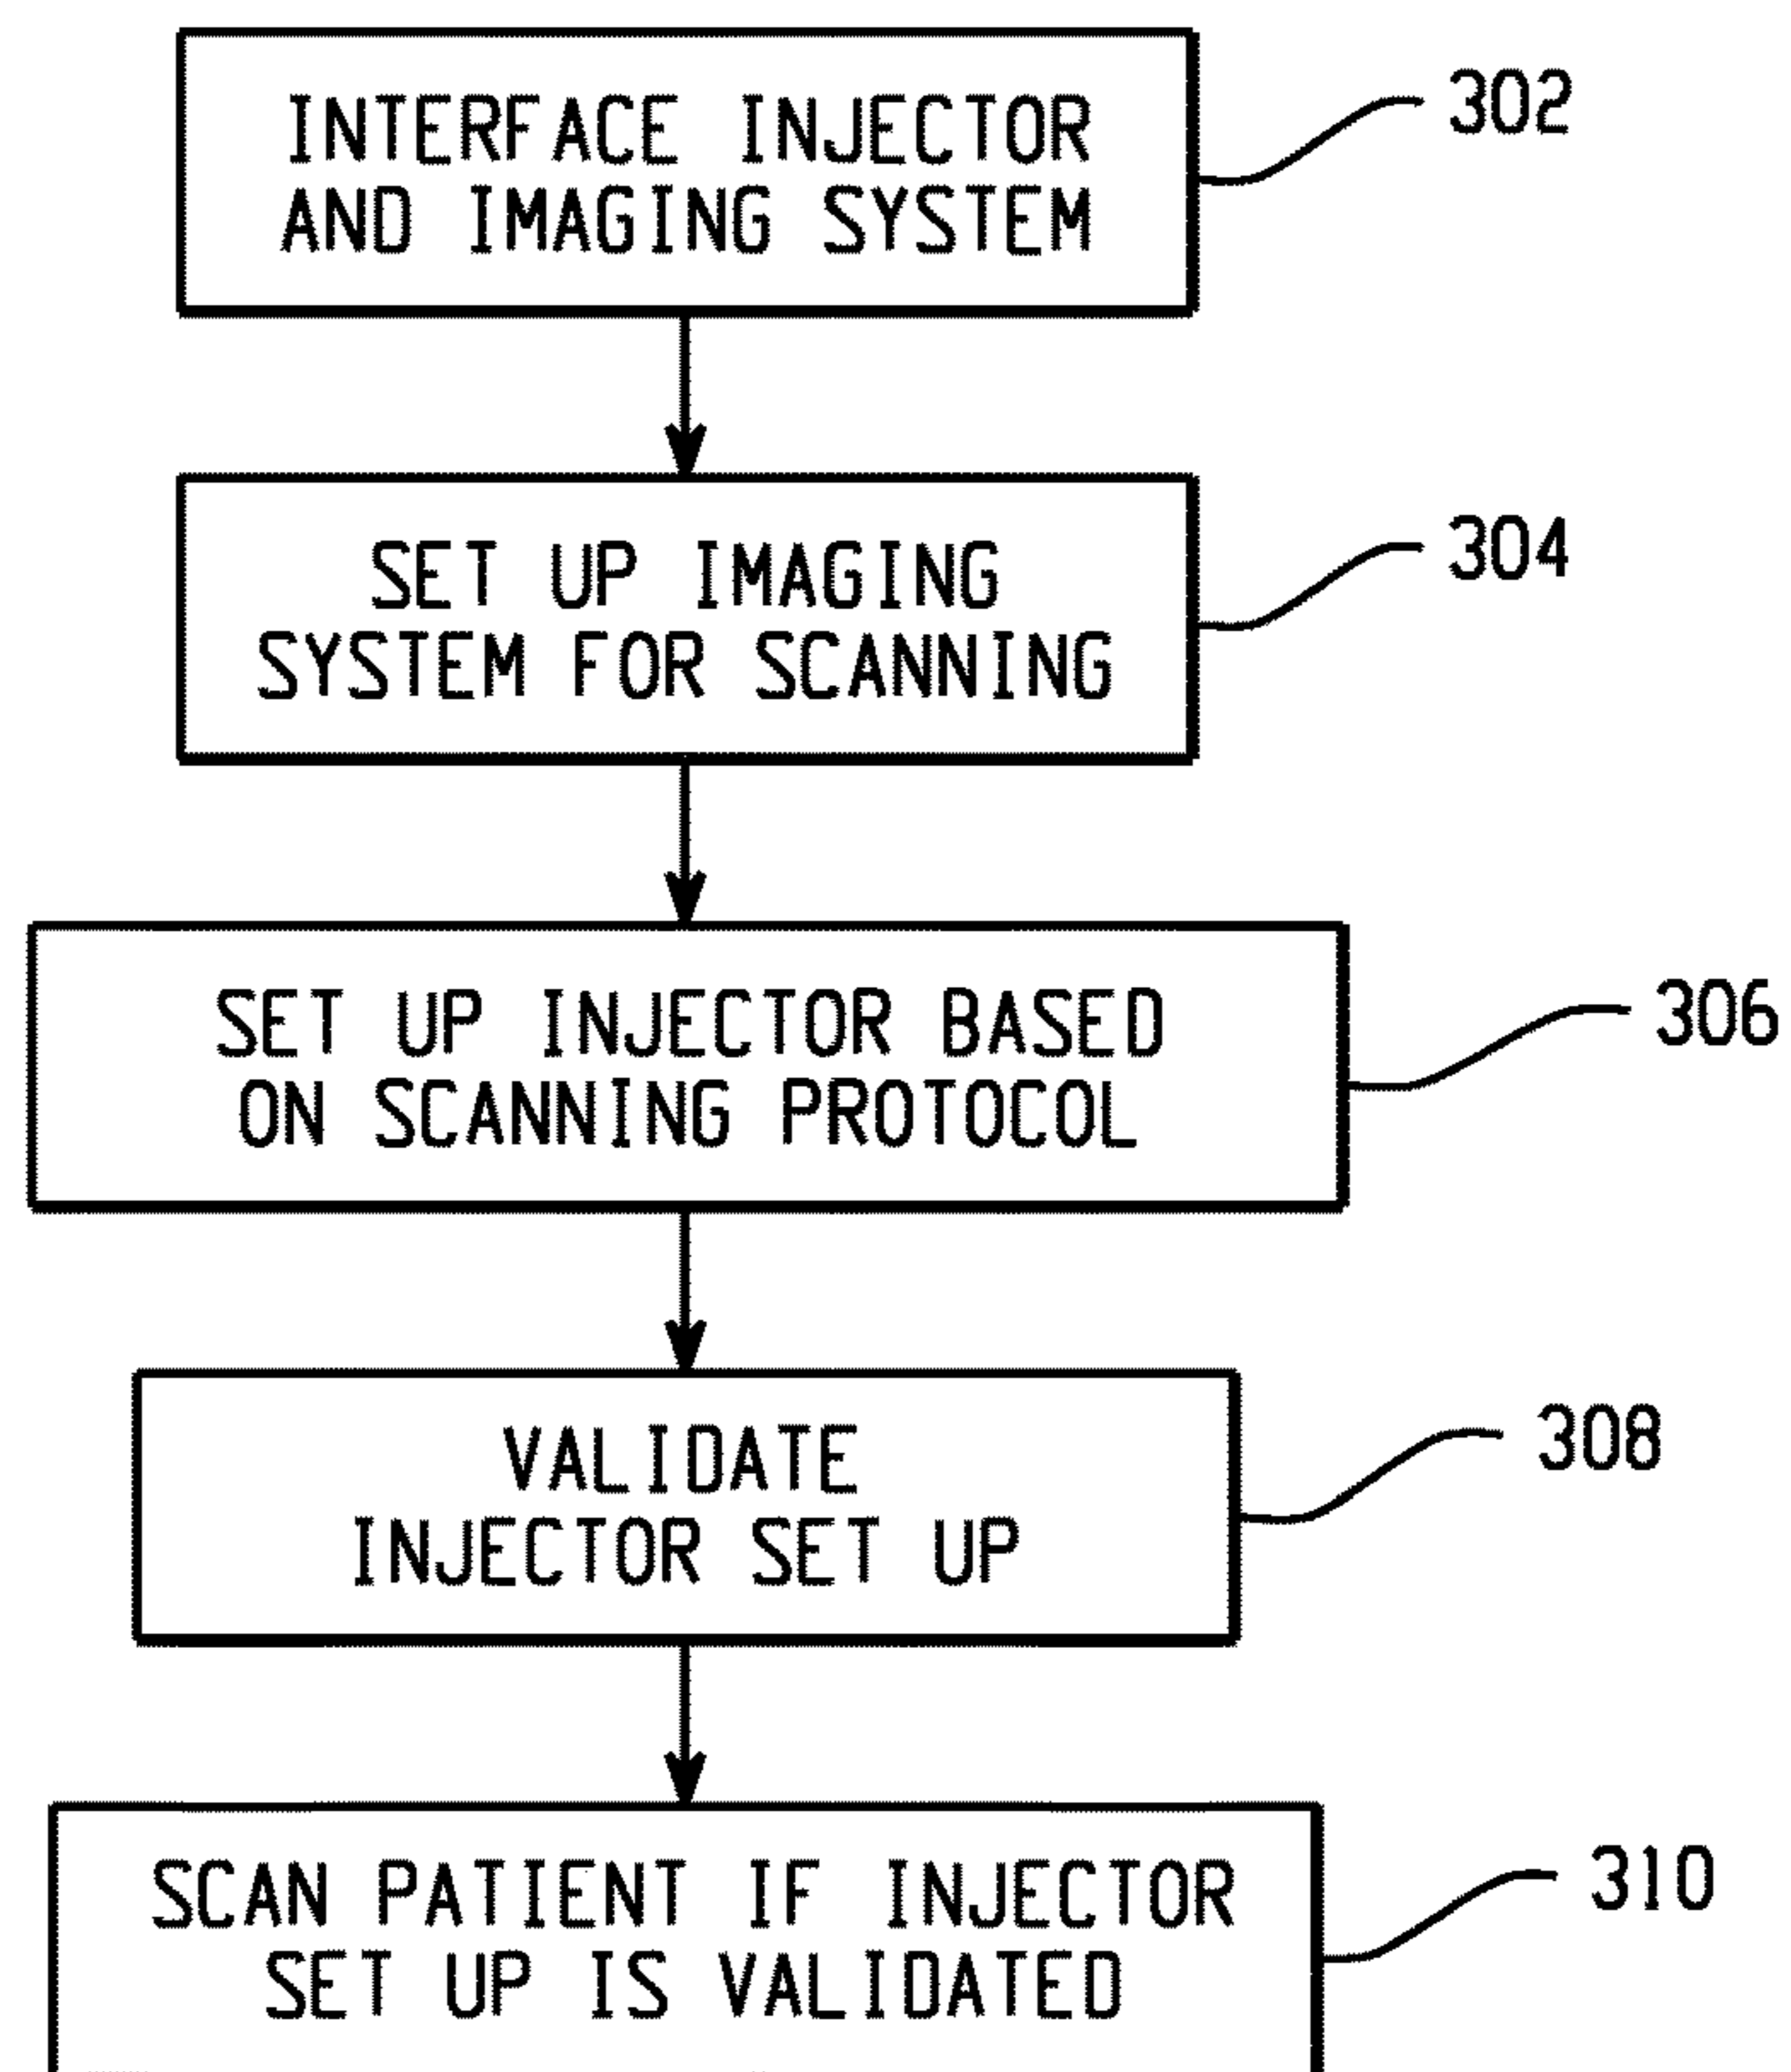 INTERFACE INJECTOR
AND IMAGING SYSTEM
302
SET UP IMAGING
SYSTEM FOR SCANNING
304
SET UP INJECTOR BASED
ON SCANNING PROTOCOL
306
VALIDATE
INJECTOR SET UP
308
SCAN PATIENT IF INJECTOR
SET UP IS VALIDATED
310